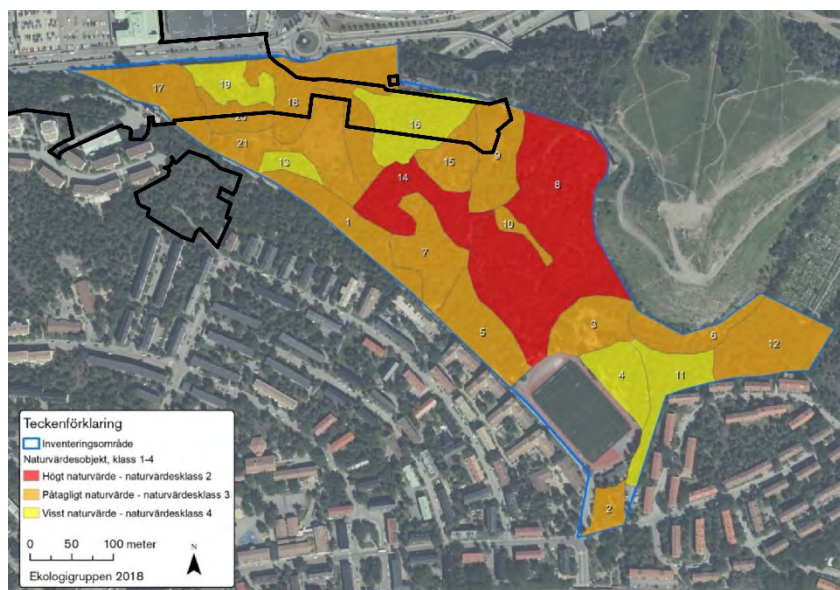 19
17
18
16
20
21
13
15
9
14
8
1
10
7
5
3
6
12
4
11
2
Teckenförklaring
Inventeringsområde
Naturvärdesobjekt, klass 1-4
Högt naturvärde - naturvärdesklass 2
Påtagligt naturvärde - naturvärdesklass 3
Visst naturvärde - naturvärdesklass 4
0 50 100 meter
N
Ekologigruppen 2018